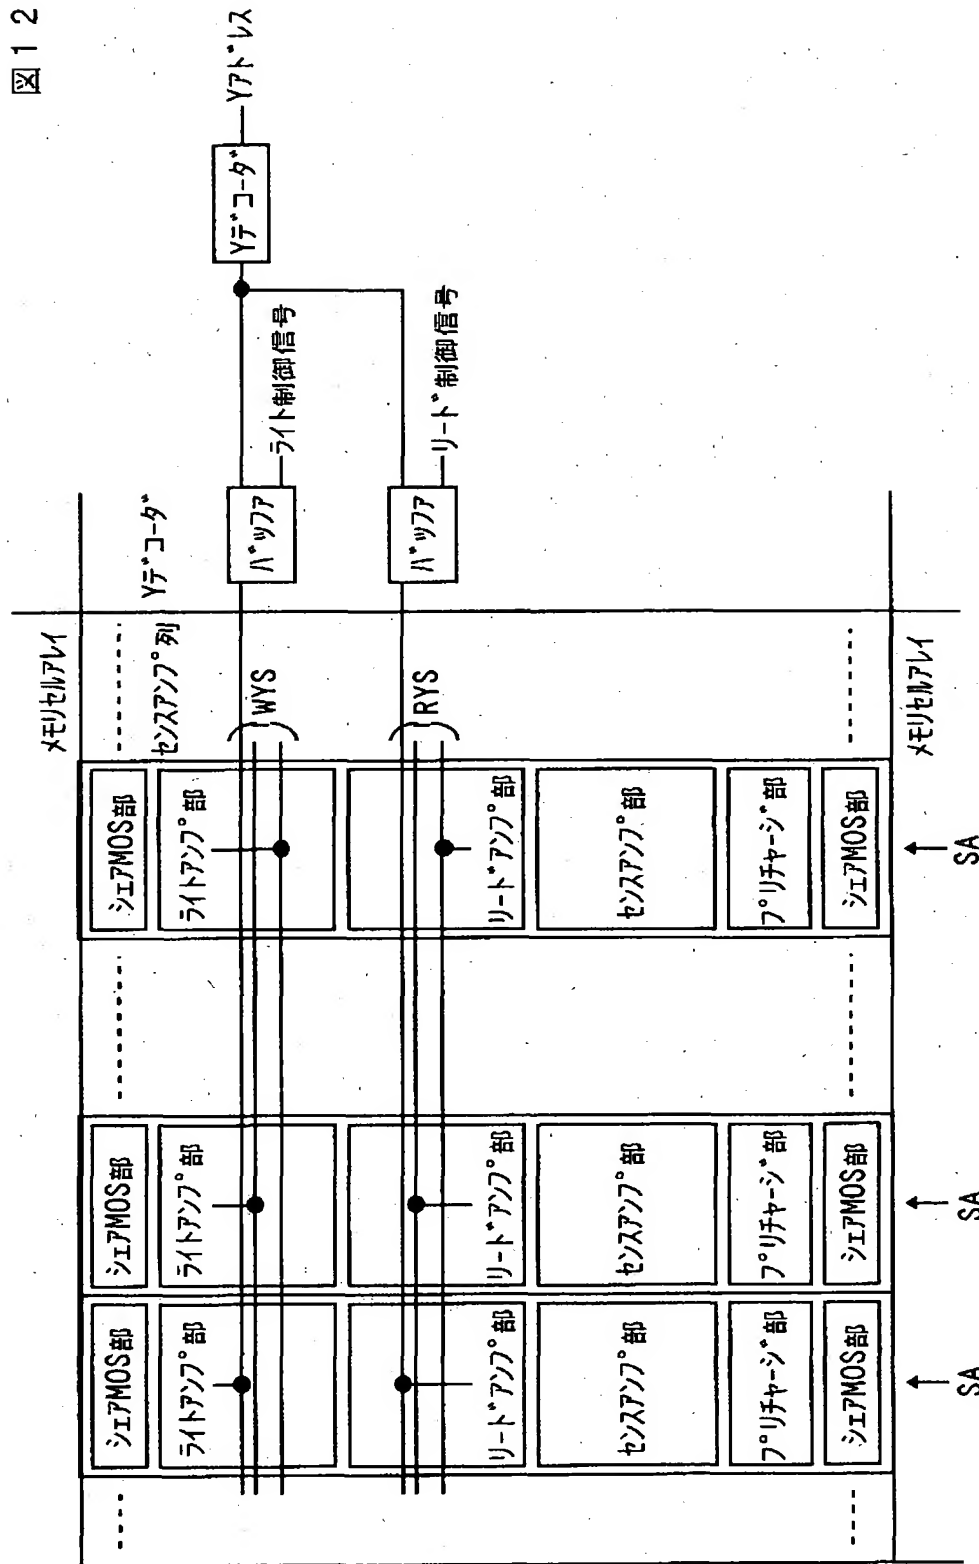 図12
メモリセルアレイ
シェアMOS部
シェアMOS部
シェアMOS部
センスアンプ列
Yデコーダ
ライトアンプ部
ライトアンプ部
ライトアンプ部
WYS
バッファ
Yデコーダ
Yアドレス
ライト制御信号
RYS
バッファ
リード制御信号
リードアンプ部
リードアンプ部
リードアンプ部
センスアンプ部
センスアンプ部
センスアンプ部
プリチャージ部
プリチャージ部
プリチャージ部
シェアMOS部
シェアMOS部
シェアMOS部
メモリセルアレイ
SA
SA
SA